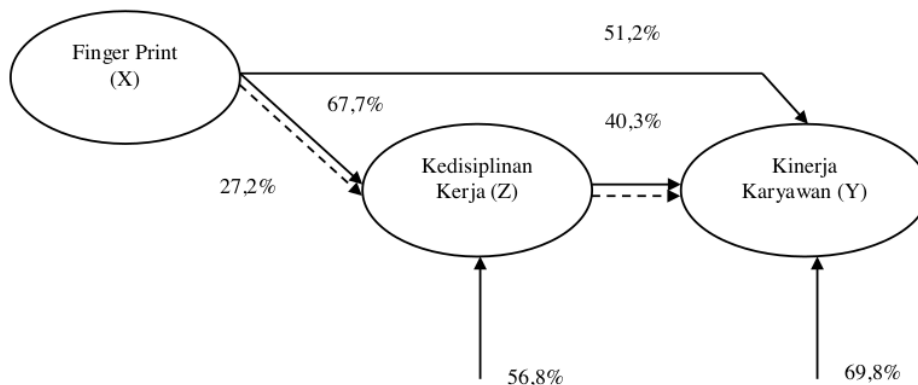 51,2%
Finger Print
(X)
67,7%
40,3%
27,2%
Kedisiplinan
Kerja (Z)
Kinerja
Karyawan (Y)
56,8%
69,8%